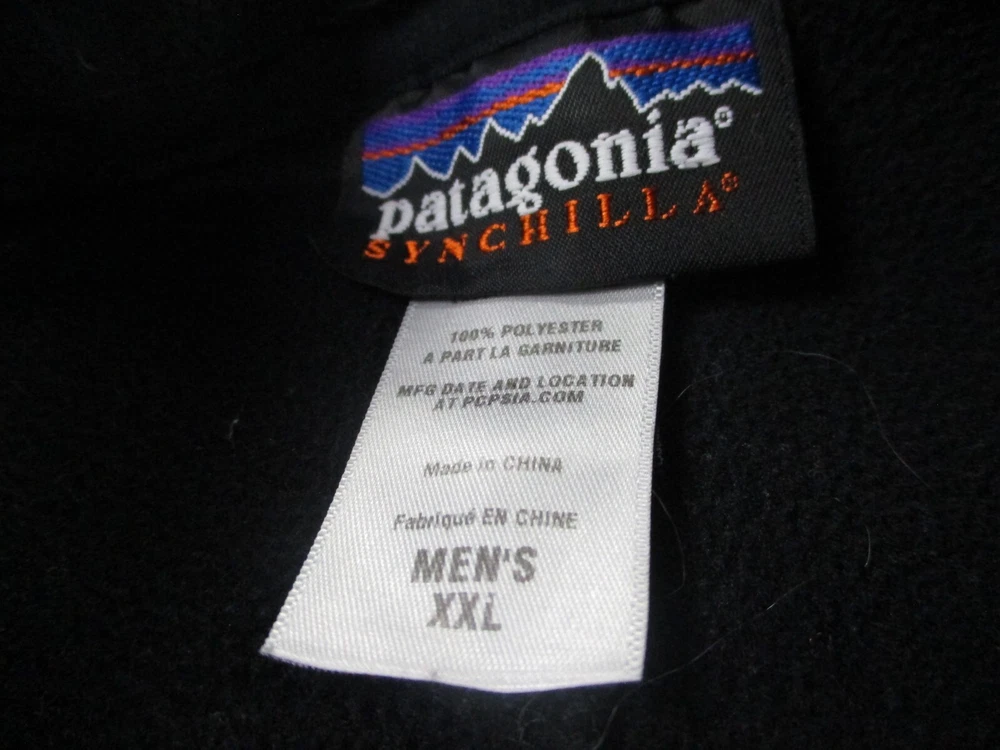 patagonia®
SYNCHILLA®
100% POLYESTER
A PART LA GARNITURE
MFG DATE AND LOCATION
AT PCPSIA.COM
Made in CHINA
Fabriqué EN CHINE
MEN'S
XXL